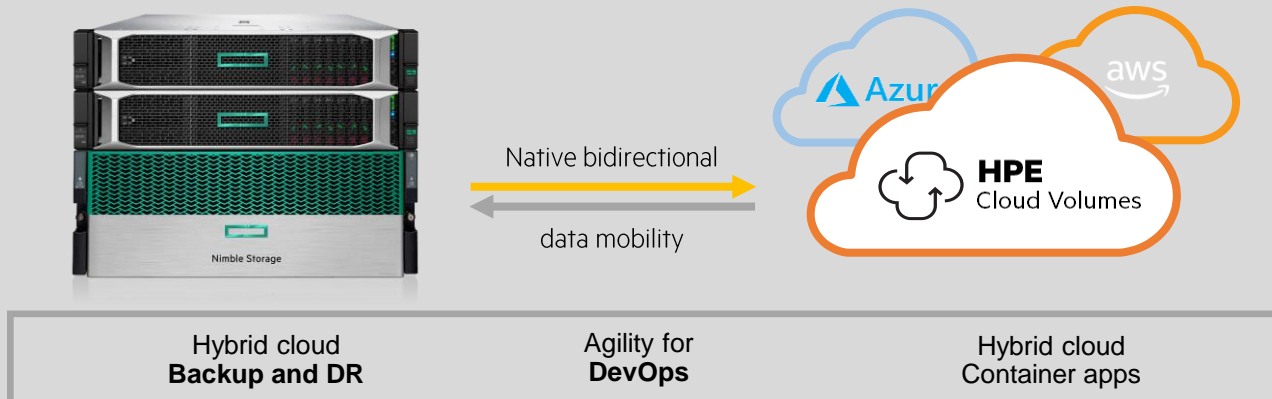 Nimble Storage
Native bidirectional
data mobility
Azur
aws
HPE
Cloud Volumes
Hybrid cloud
Backup and DR
Agility for
DevOps
Hybrid cloud
Container apps